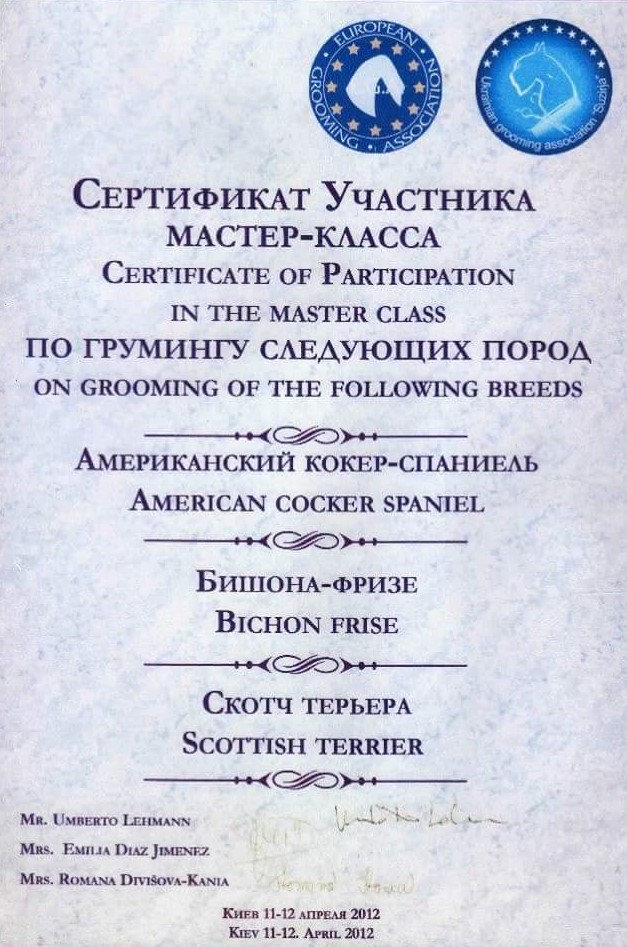 EUROPEAN GROOMING ASSOCIATION
Ukrainian grooming association "Suzirja"
Сертификат Участника
мастер-класса
Certificate of Participation
in the master class
по грумингу следующих пород
on grooming of the following breeds
Американский кокер-спаниель
American cocker spaniel
Бишона-фризе
Bichon frise
Скотч терьера
Scottish terrier
Mr. Umberto Lehmann
Mrs. Emilia Diaz Jimenez
Mrs. Romana Divišova-Kania
Киев 11-12 апреля 2012
Kiev 11-12. April 2012